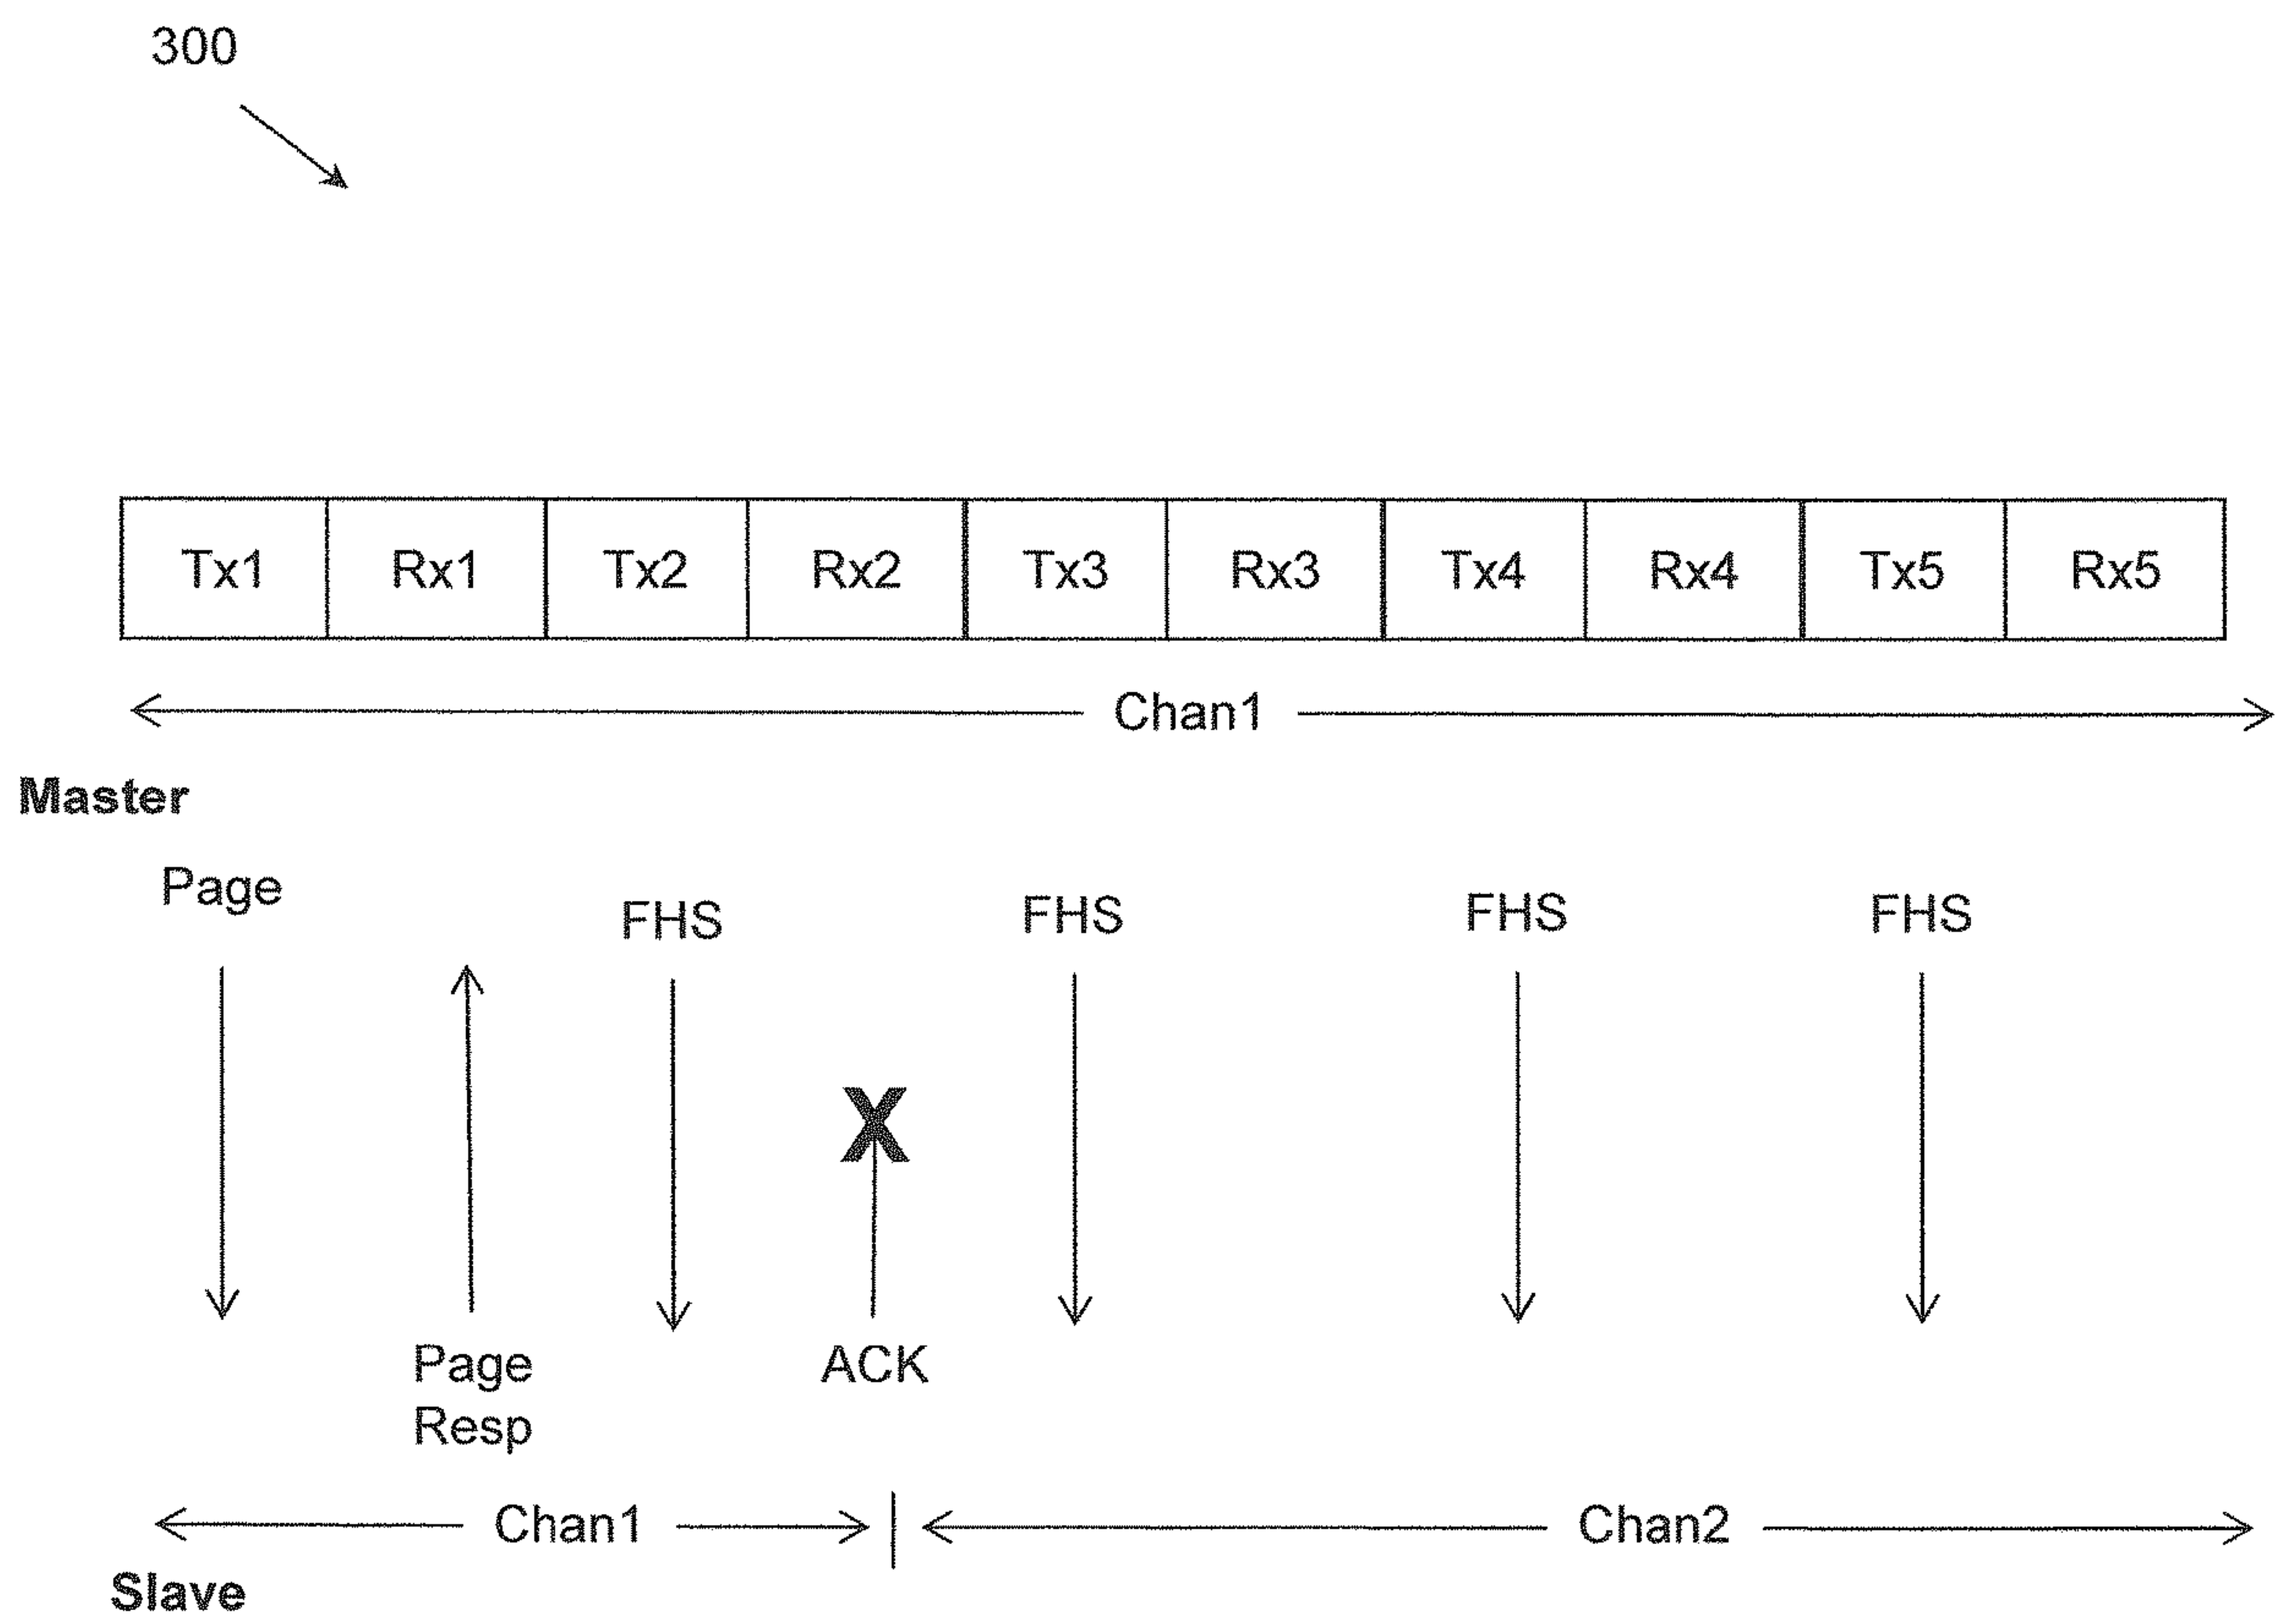 300
Tx1 Rx1 Tx2 Rx2 Tx3 Rx3 Tx4 Rx4 Tx5 Rx5
Chan1
Master
Page FHS FHS FHS FHS
X
Page ACK
Resp
Chan1 Chan2
Slave